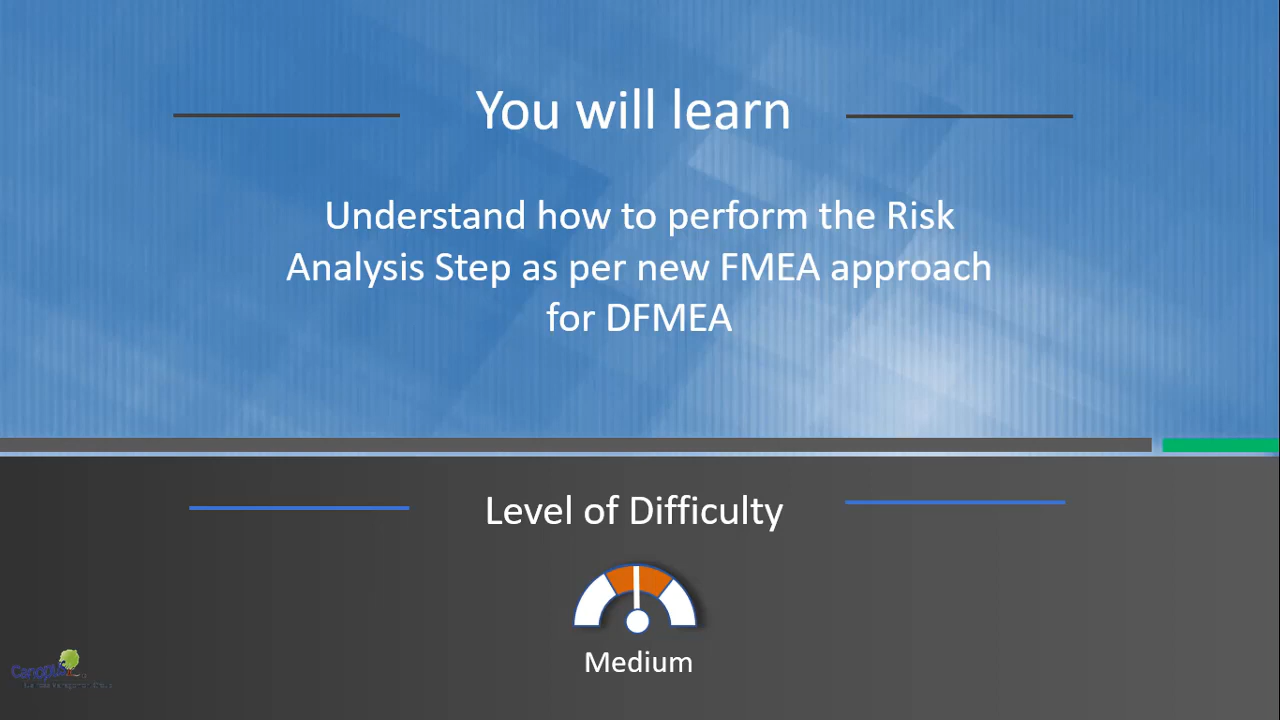 You will learn
Understand how to perform the Risk
Analysis Step as per new FMEA approach
for DFMEA
Level of Difficulty
Medium
Canopus